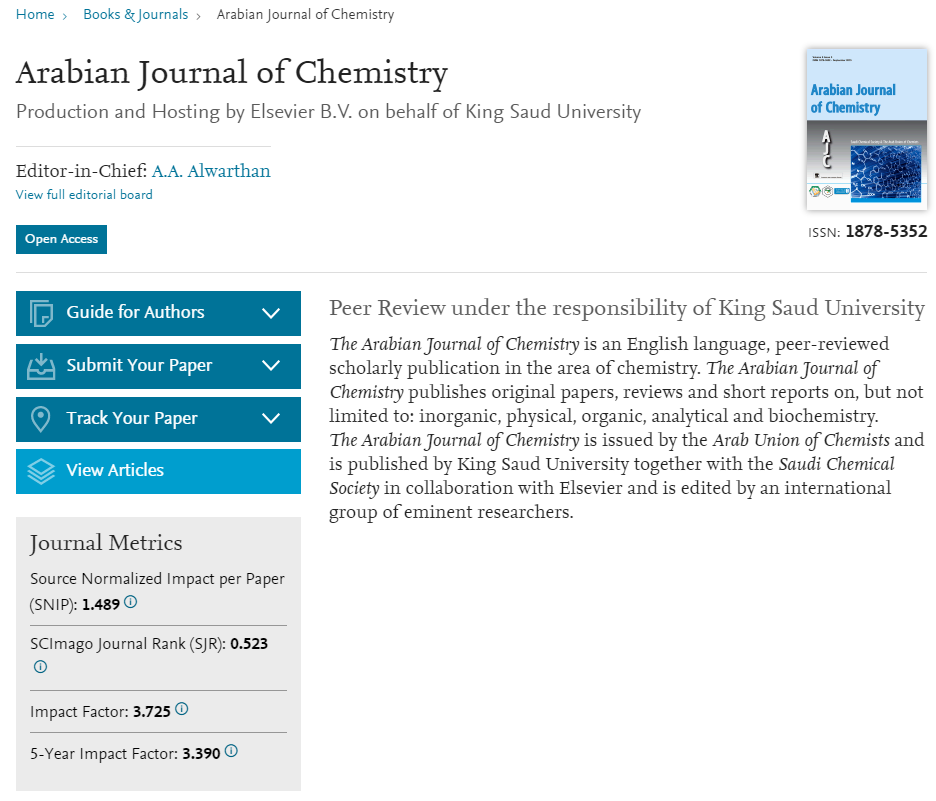 Home › Books & Journals › Arabian Journal of Chemistry
Arabian Journal of Chemistry
Production and Hosting by Elsevier B.V. on behalf of King Saud University
Editor-in-Chief: A.A. Alwarthan
View full editorial board
Open Access
Arabian Journal
of Chemistry
AJC
ISSN: 1878-5352
Guide for Authors
Submit Your Paper
Track Your Paper
View Articles
Journal Metrics
Source Normalized Impact per Paper
(SNIP): 1.489
SCImago Journal Rank (SJR): 0.523
Impact Factor: 3.725
5-Year Impact Factor: 3.390
Peer Review under the responsibility of King Saud University
The Arabian Journal of Chemistry is an English language, peer-reviewed
scholarly publication in the area of chemistry. The Arabian Journal of
Chemistry publishes original papers, reviews and short reports on, but not
limited to: inorganic, physical, organic, analytical and biochemistry.
The Arabian Journal of Chemistry is issued by the Arab Union of Chemists and
is published by King Saud University together with the Saudi Chemical
Society in collaboration with Elsevier and is edited by an international
group of eminent researchers.